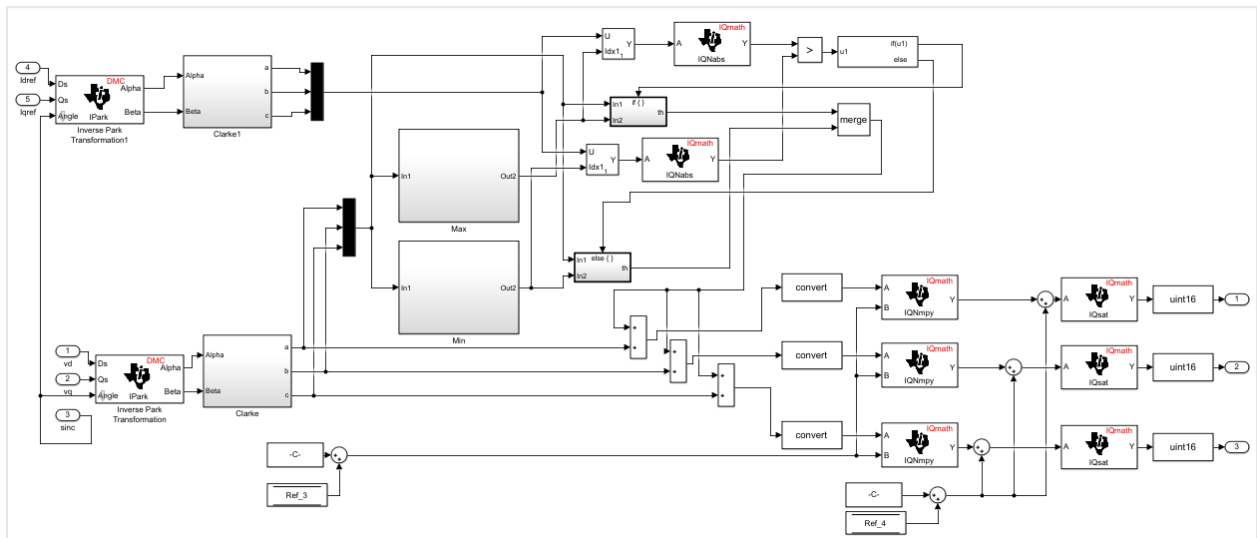 4
Idref
5
Iqref
Ds
DMC
Alpha
Qs
Angle
IPark
Beta
Inverse Park
Transformation1
Alpha
a
b
Beta
c
Clarke1
U
Idx1
1
Y
A
IQmath
Y
IQNabs
>
u1
if(u1)
else
In1
if { }
In2
th
merge
U
Idx1
1
Y
A
IQmath
Y
IQNabs
In1
Out2
Max
In1
Out2
Min
In1
else { }
In2
th
+
+
+
+
+
+
convert
convert
convert
A
IQmath
B
Y
IQNmpy
A
IQmath
B
Y
IQNmpy
A
IQmath
B
Y
IQNmpy
A
IQmath
Y
IQsat
uint16
1
A
IQmath
Y
IQsat
uint16
2
A
IQmath
Y
IQsat
uint16
3
1
vd
2
vq
3
sinc
Ds
DMC
Alpha
Qs
Angle
IPark
Beta
Inverse Park
Transformation
Alpha
a
b
Beta
c
Clarke
-C-
Ref_3
-C-
Ref_4